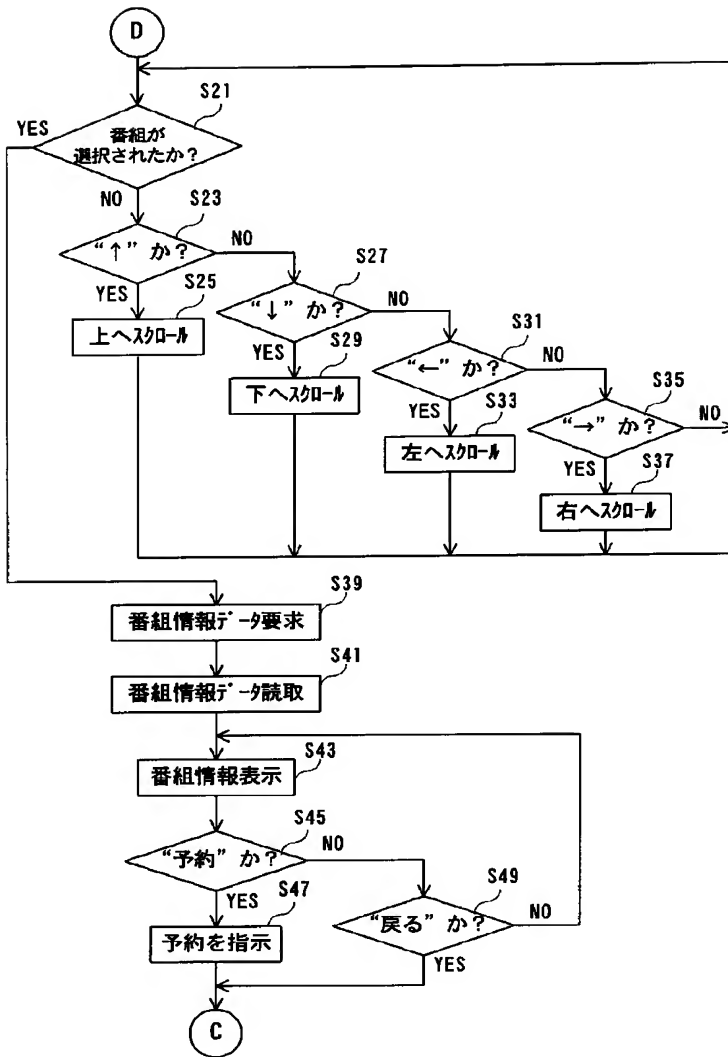 D
S21
YES
番組が
選択されたか？
NO
S23
“↑” か？
NO
YES
S25
上へスクロール
S27
“↓” か？
NO
YES
S29
下へスクロール
S31
“←” か？
NO
YES
S33
左へスクロール
S35
“→” か？
NO
YES
S37
右へスクロール
S39
番組情報データ要求
S41
番組情報データ読取
S43
番組情報表示
S45
“予約” か？
NO
YES
S47
予約を指示
S49
“戻る” か？
NO
YES
C